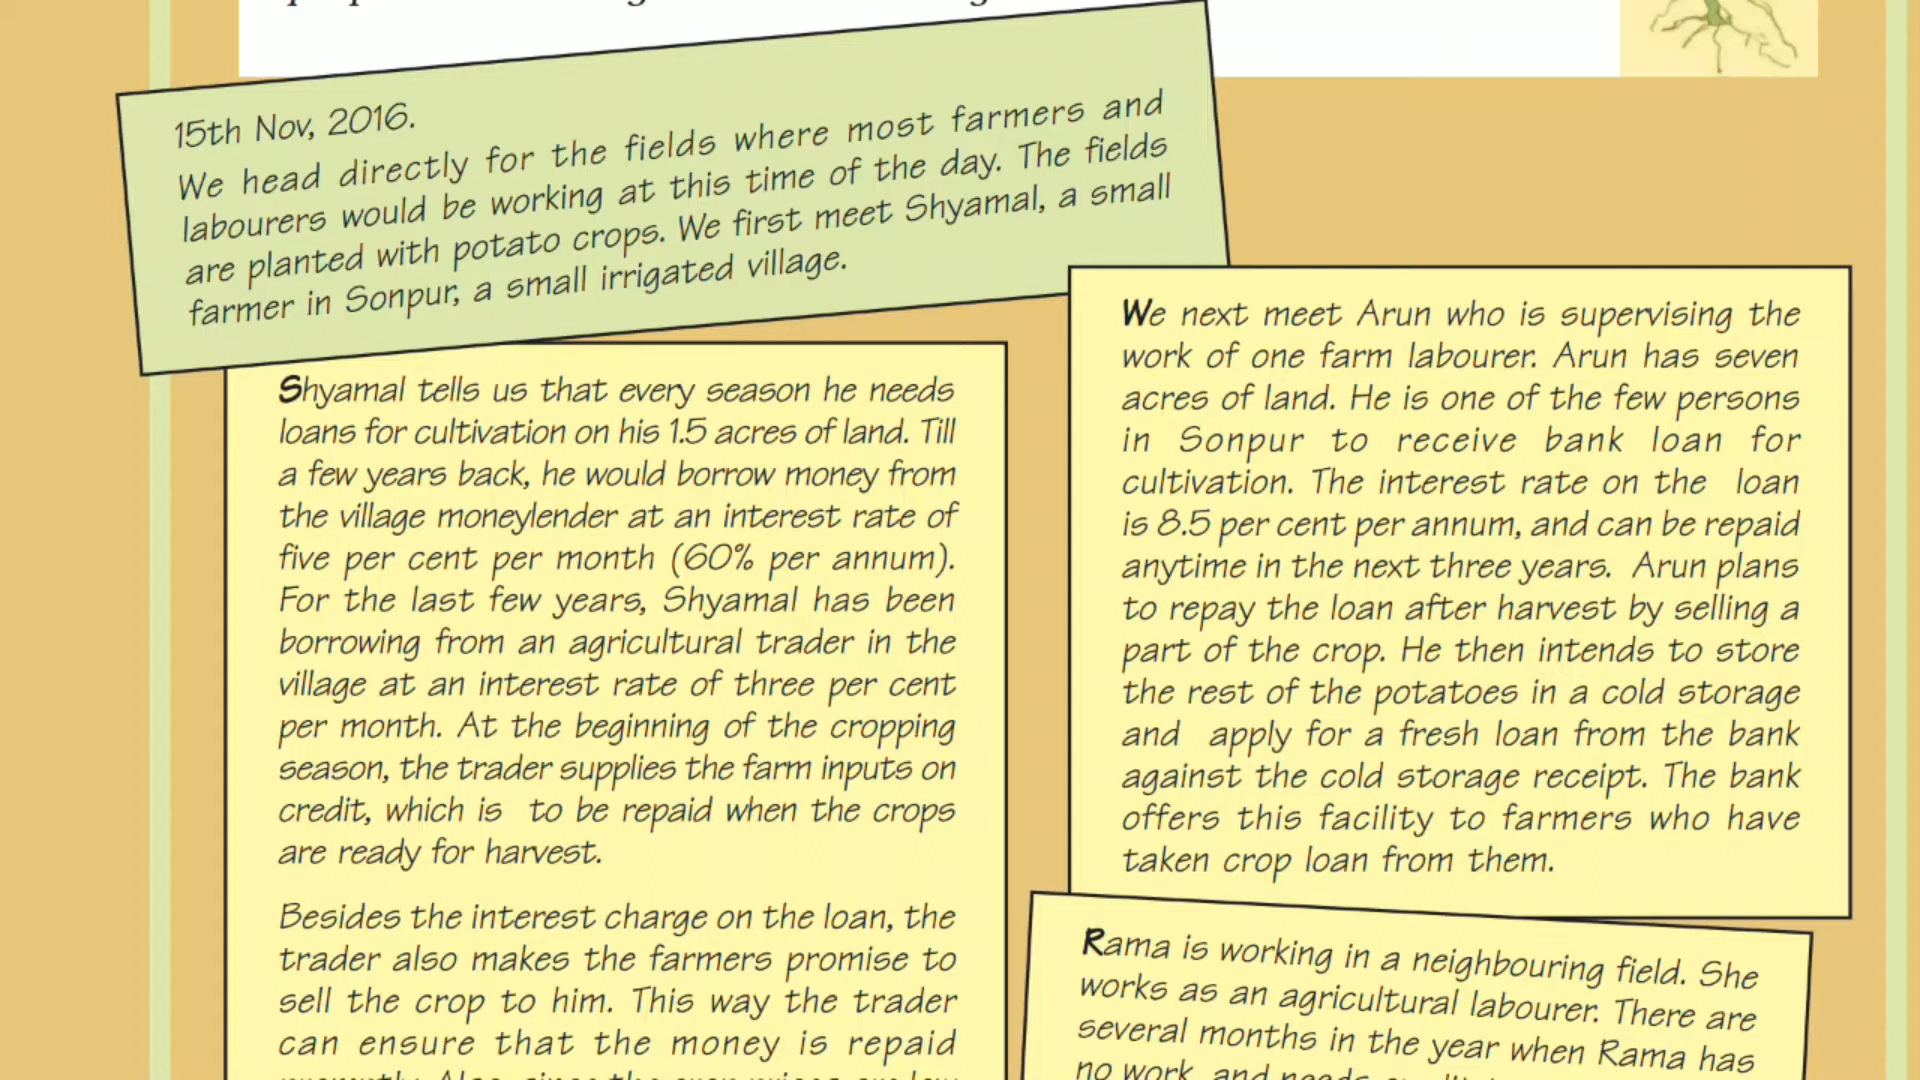 15th Nov, 2016.
We head directly for the fields where most farmers and
labourers would be working at this time of the day. The fields
are planted with potato crops. We first meet Shyamal, a small
farmer in Sonpur, a small irrigated village.
Shyamal tells us that every season he needs
loans for cultivation on his 1.5 acres of land. Till
a few years back, he would borrow money from
the village moneylender at an interest rate of
five per cent per month (60% per annum).
For the last few years, Shyamal has been
borrowing from an agricultural trader in the
village at an interest rate of three per cent
per month. At the beginning of the cropping
season, the trader supplies the farm inputs on
credit, which is to be repaid when the crops
are ready for harvest.
Besides the interest charge on the loan, the
trader also makes the farmers promise to
sell the crop to him. This way the trader
can ensure that the money is repaid
We next meet Arun who is supervising the
work of one farm labourer. Arun has seven
acres of land. He is one of the few persons
in Sonpur to receive bank loan for
cultivation. The interest rate on the loan
is 8.5 per cent per annum, and can be repaid
anytime in the next three years. Arun plans
to repay the loan after harvest by selling a
part of the crop. He then intends to store
the rest of the potatoes in a cold storage
and apply for a fresh loan from the bank
against the cold storage receipt. The bank
offers this facility to farmers who have
taken crop loan from them.
Rama is working in a neighbouring field. She
works as an agricultural labourer. There are
several months in the year when Rama has
no work, and needs